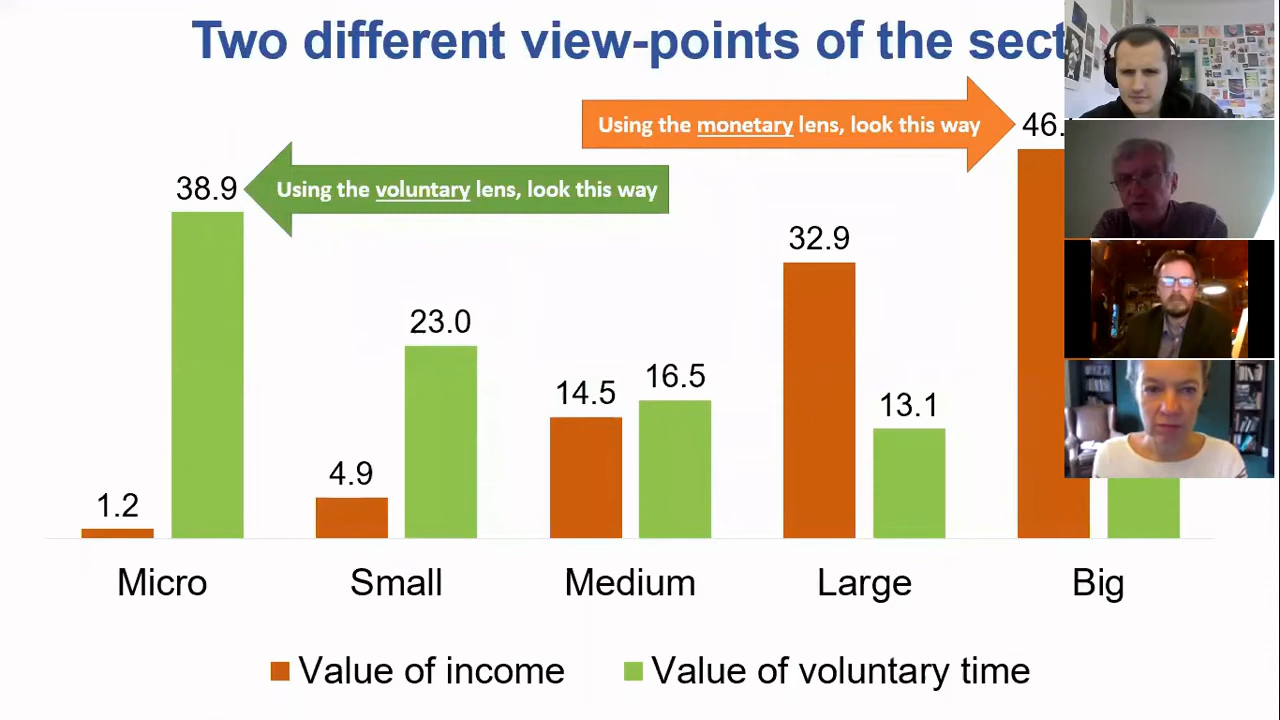 Two different view-points of the
Using the monetary lens, look this way
Using the voluntary lens, look this way
38.9
32.9
23.0
16.5
14.5
13.1
4.9
1.2
Micro Small Medium Large Big
Value of income Value of voluntary time